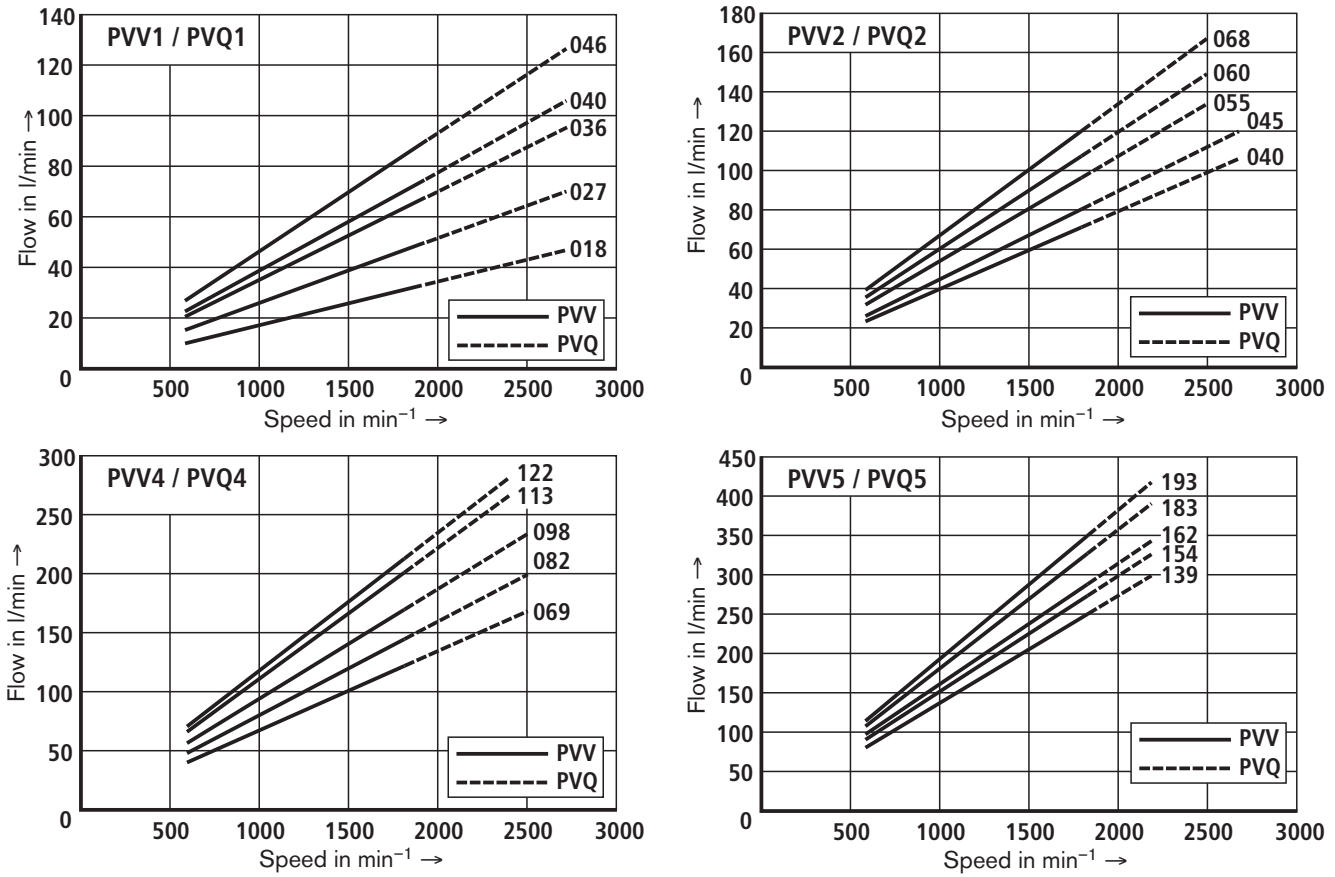 PVV1 / PVQ1
140
120
100
80
60
40
20
0
Flow in l/min →
046
040
036
027
018
PVV
PVQ
500 1000 1500 2000 2500 3000
Speed in min⁻¹ →
PVV2 / PVQ2
180
160
140
120
100
80
60
40
20
0
Flow in l/min →
068
060
055
045
040
PVV
PVQ
500 1000 1500 2000 2500 3000
Speed in min⁻¹ →
PVV4 / PVQ4
300
250
200
150
100
50
0
Flow in l/min →
122
113
098
082
069
PVV
PVQ
500 1000 1500 2000 2500 3000
Speed in min⁻¹ →
PVV5 / PVQ5
450
400
350
300
250
200
150
100
50
0
Flow in l/min →
193
183
162
154
139
PVV
PVQ
500 1000 1500 2000 2500 3000
Speed in min⁻¹ →